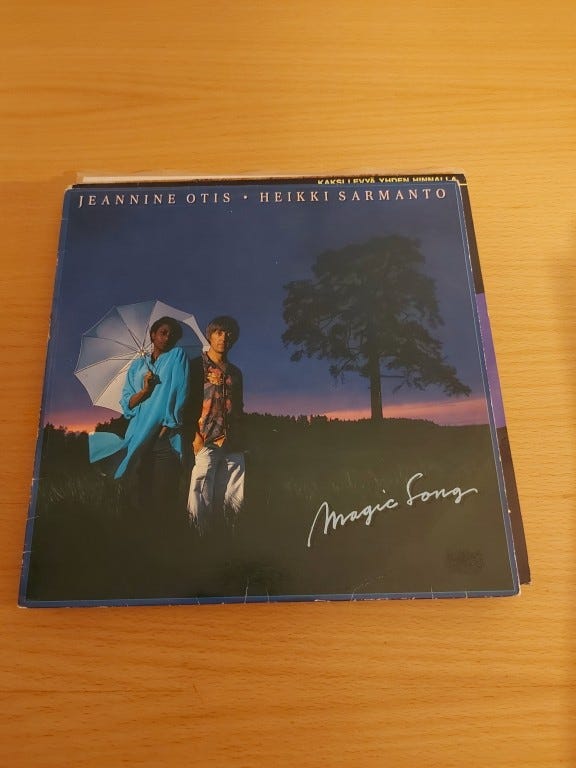 KAKSI LEVYÄ YHDEN HINNALLA
JEANNINE OTIS • HEIKKI SARMANTO
Magic Song